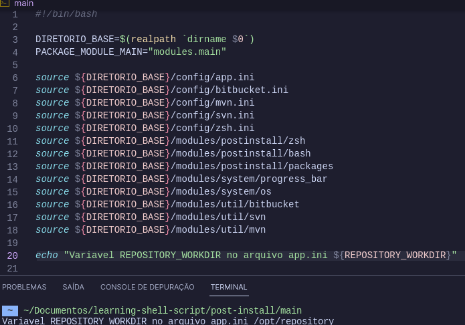 main
1 #!/bin/bash
2
3 DIRETORIO_BASE=$(realpath `dirname $0`)
4 PACKAGE_MODULE_MAIN="modules.main"
5
6 source ${DIRETORIO_BASE}/config/app.ini
7 source ${DIRETORIO_BASE}/config/bitbucket.ini
8 source ${DIRETORIO_BASE}/config/mvn.ini
9 source ${DIRETORIO_BASE}/config/svn.ini
10 source ${DIRETORIO_BASE}/config/zsh.ini
11 source ${DIRETORIO_BASE}/modules/postinstall/zsh
12 source ${DIRETORIO_BASE}/modules/postinstall/bash
13 source ${DIRETORIO_BASE}/modules/postinstall/packages
14 source ${DIRETORIO_BASE}/modules/system/progress_bar
15 source ${DIRETORIO_BASE}/modules/system/os
16 source ${DIRETORIO_BASE}/modules/util/bitbucket
17 source ${DIRETORIO_BASE}/modules/util/svn
18 source ${DIRETORIO_BASE}/modules/util/mvn
19
20 echo "Variavel REPOSITORY_WORKDIR no arquivo app.ini ${REPOSITORY_WORKDIR}"
21
PROBLEMAS SAÍDA CONSOLE DE DEPURAÇÃO TERMINAL
~ ~/Documentos/learning-shell-script/post-install/main
Variavel REPOSITORY_WORKDIR no arquivo app.ini /opt/repository